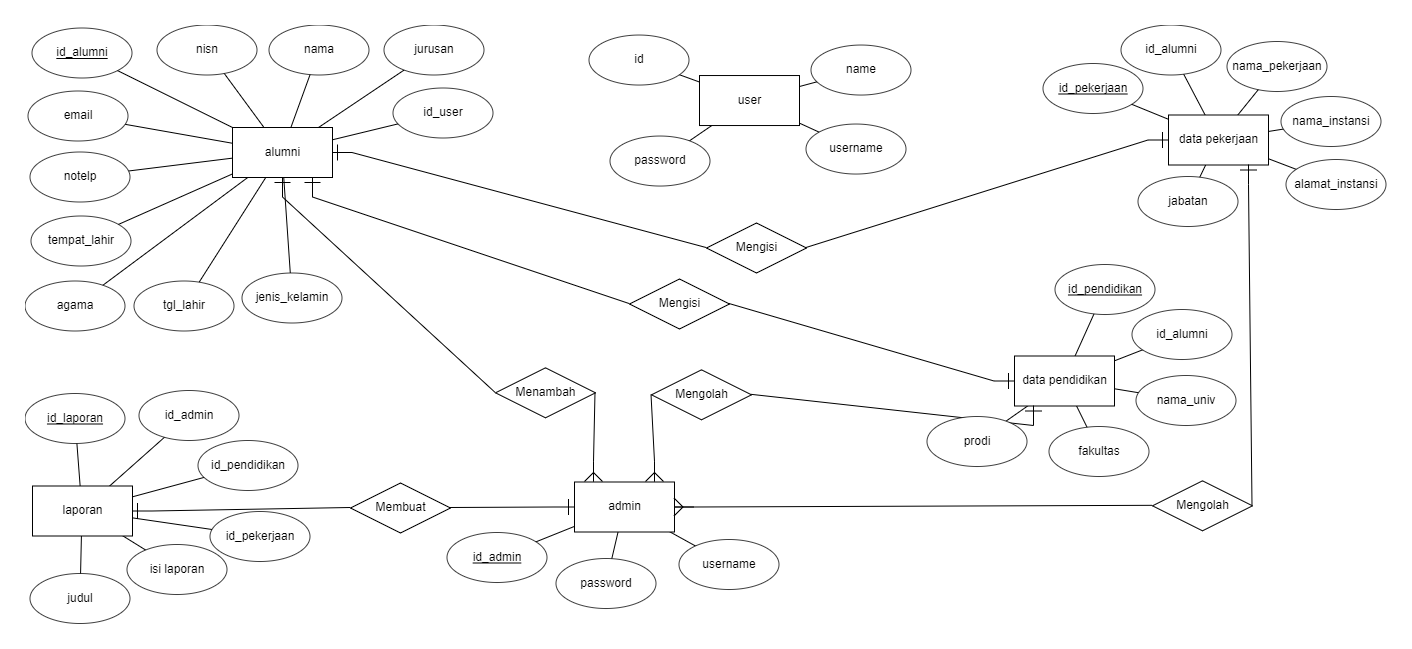 id_alumni
nisn
nama
jurusan
email
id_user
alumni
notelp
tempat_lahir
agama
tgl_lahir
jenis_kelamin
id
name
user
password
username
id_alumni
nama_pekerjaan
id_pekerjaan
nama_instansi
data pekerjaan
alamat_instansi
jabatan
Mengisi
Mengisi
id_pendidikan
id_alumni
data pendidikan
nama_univ
prodi
fakultas
Menambah
Mengolah
id_laporan
id_admin
id_pendidikan
laporan
id_pekerjaan
isi laporan
judul
Membuat
admin
id_admin
password
username
Mengolah